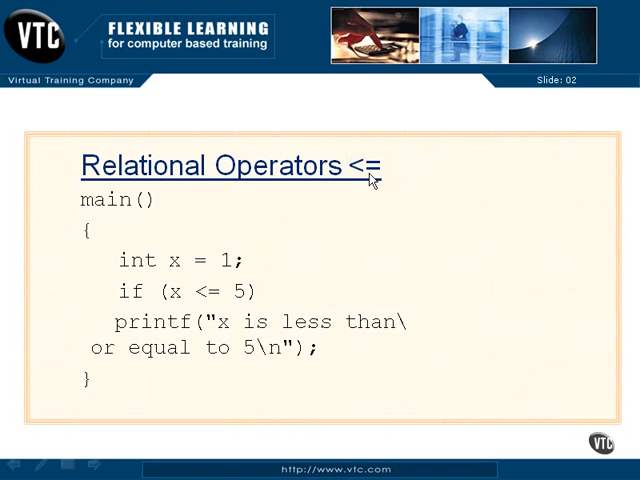 VTC
FLEXIBLE LEARNING
for computer based training
Virtual Training Company
Slide: 02
Relational Operators <=
main()
{
int x = 1;
if (x <= 5)
printf("x is less than\
or equal to 5\n");
}
VTC
http://www.vtc.com